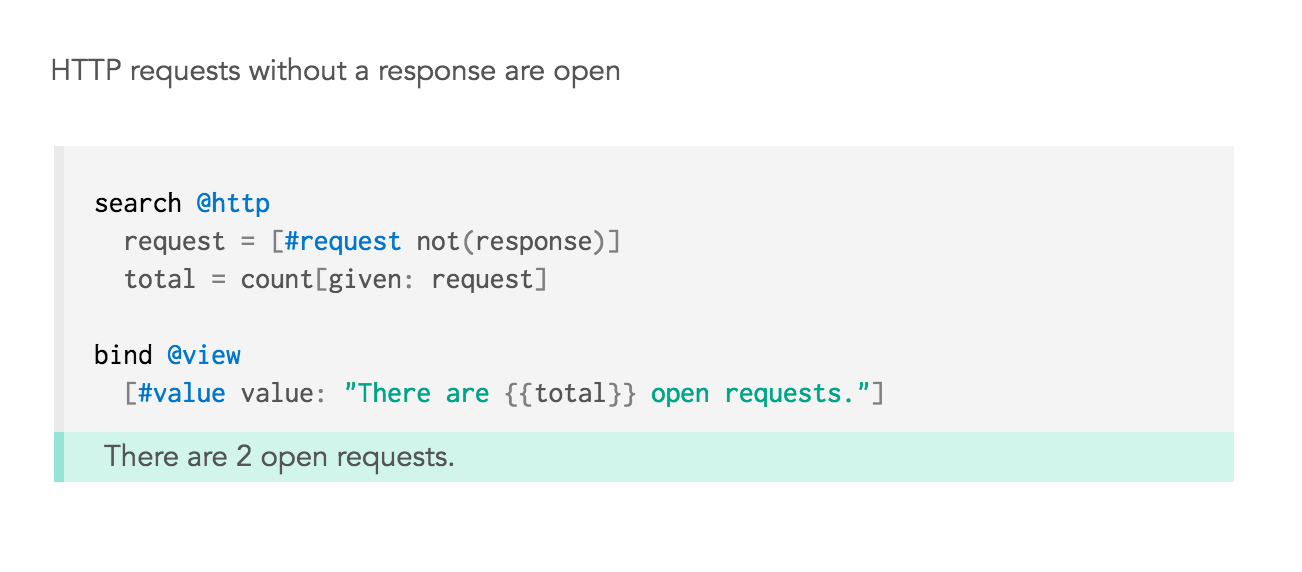 HTTP requests without a response are open
search @http
request = [#request not(response)]
total = count[given: request]
bind @view
[#value value: "There are {{total}} open requests."]
There are 2 open requests.